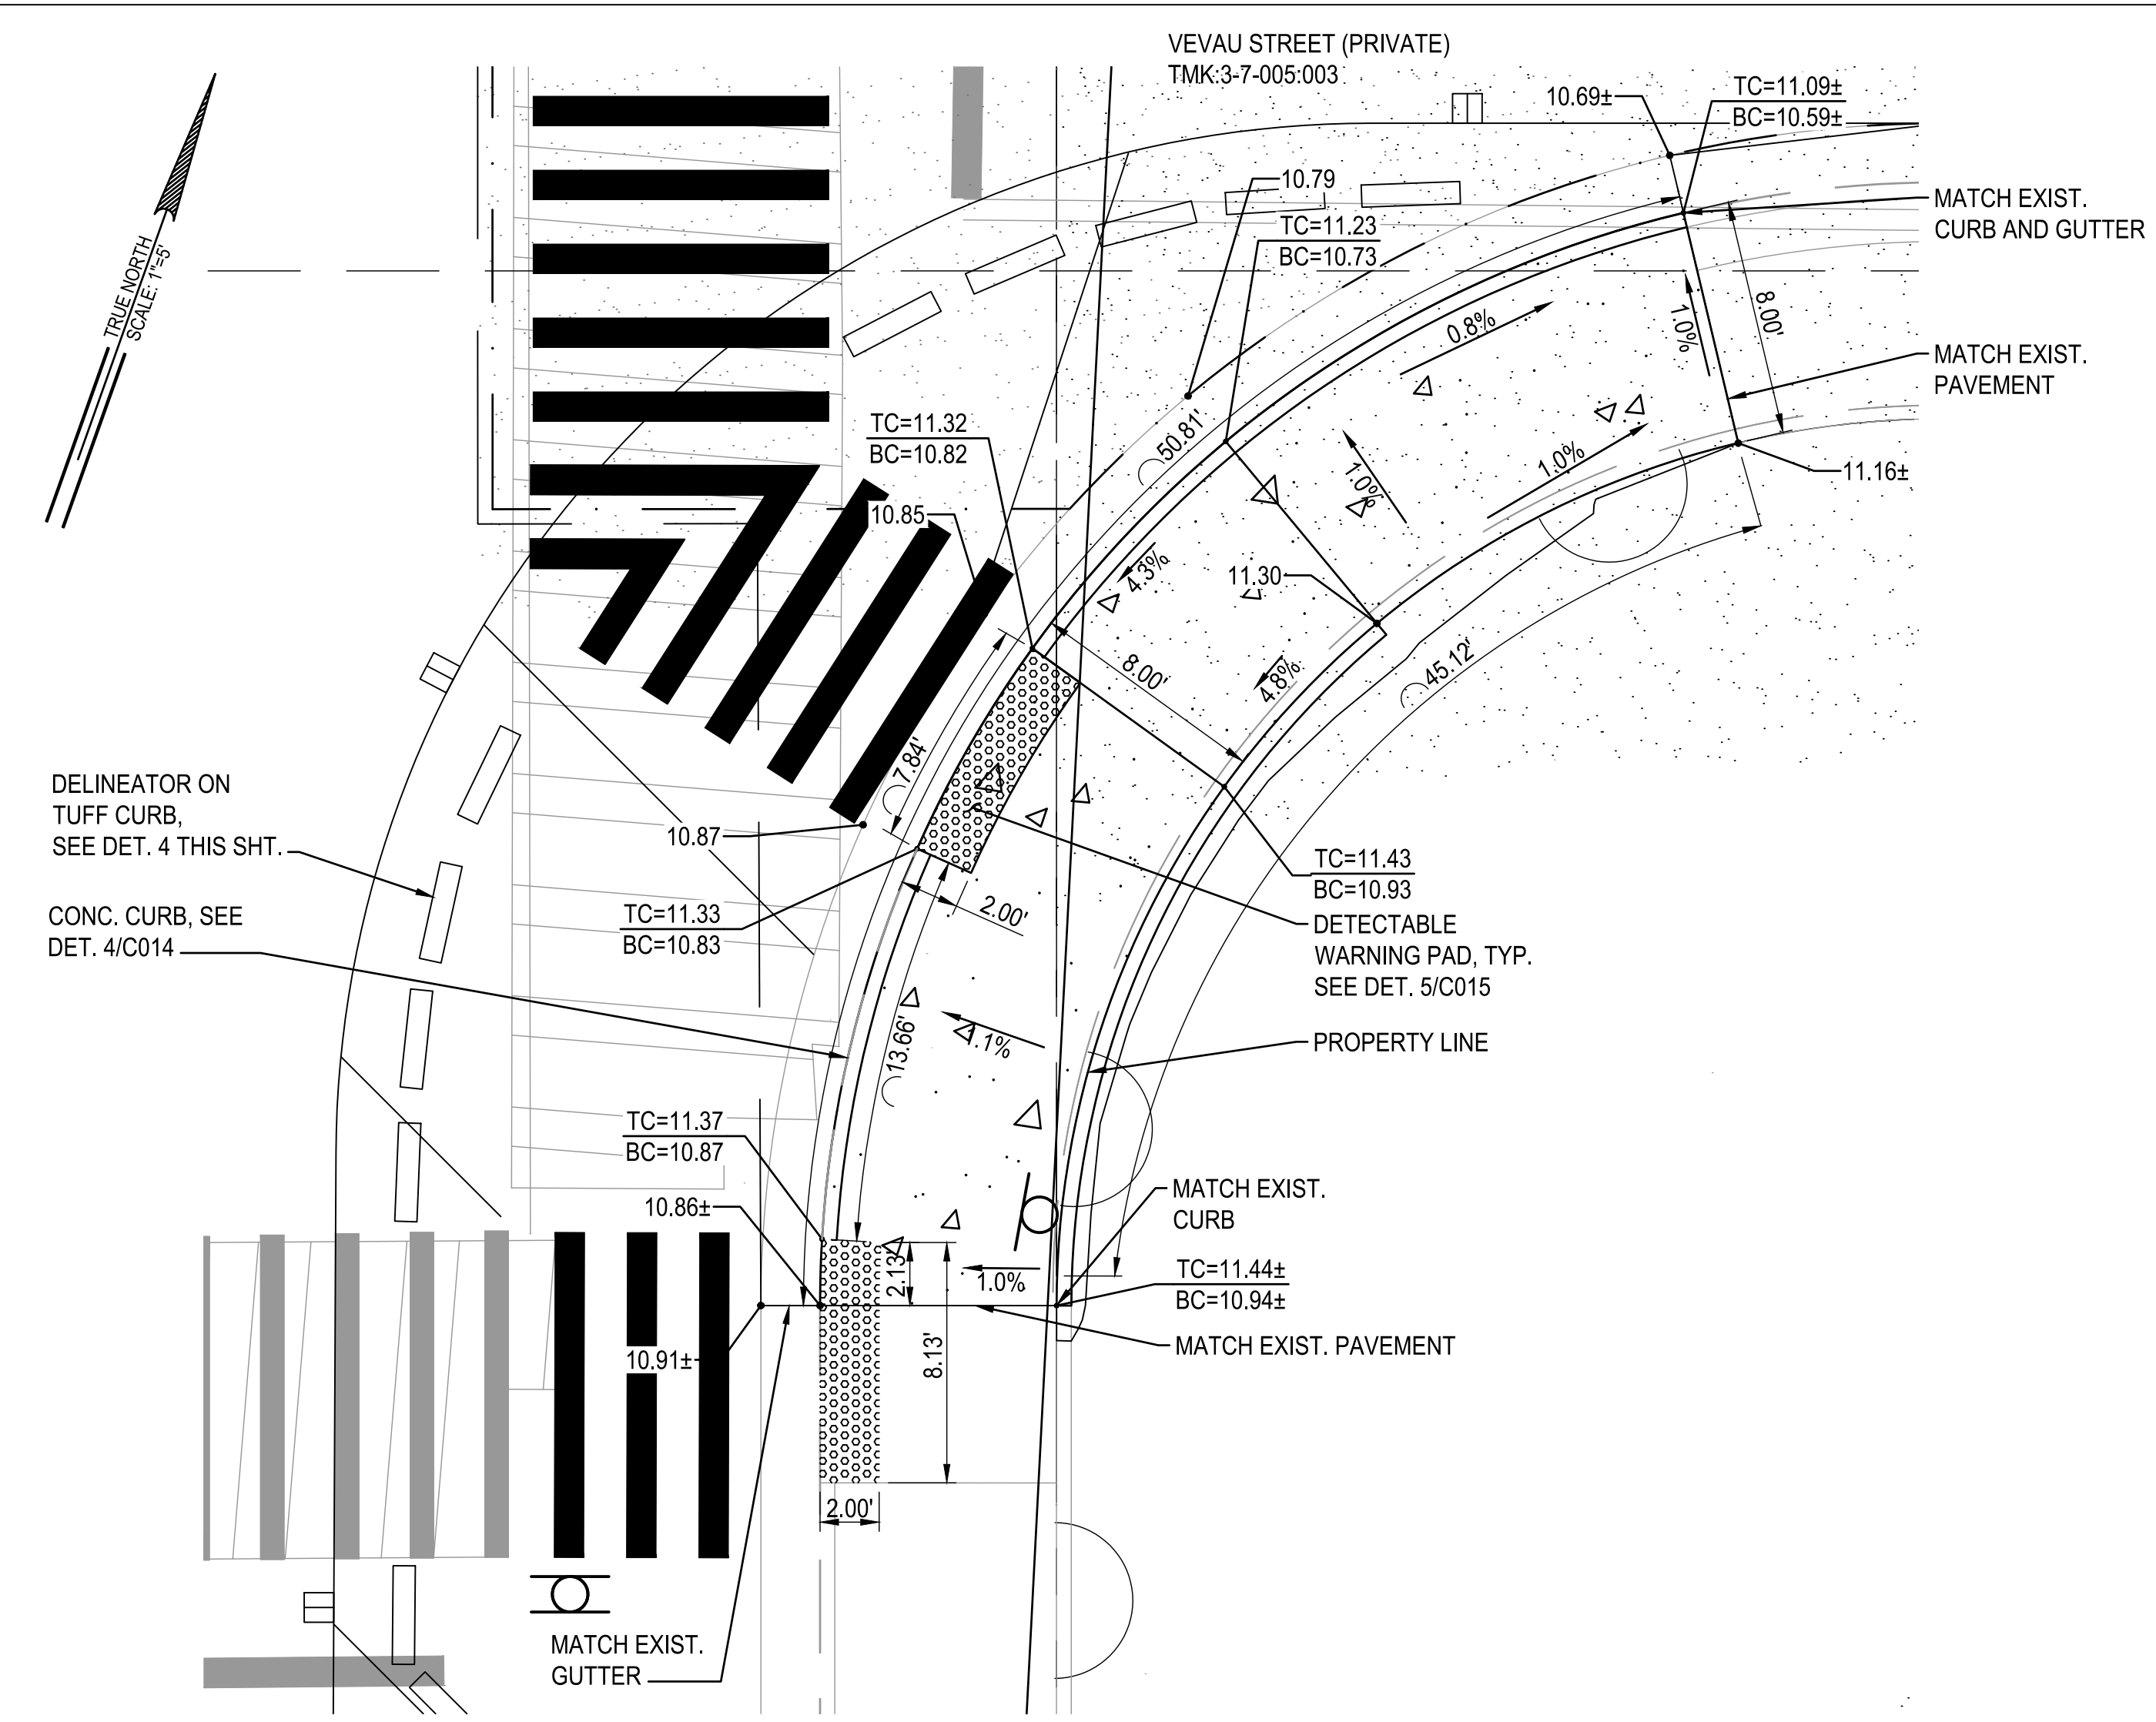 VEVAU STREET (PRIVATE)
TMK:3-7-005:003
10.69±
TC=11.09±
BC=10.59±
10.79
TC=11.23
BC=10.73
MATCH EXIST.
CURB AND GUTTER
TRUE NORTH
SCALE: 1"=5'
0.8%
1.0%
8.00'
MATCH EXIST.
PAVEMENT
TC=11.32
BC=10.82
50.81'
1.0%
1.0%
11.16±
10.85
4.3%
11.30
8.00'
4.8%
45.12'
7.84'
DELINEATOR ON
TUFF CURB,
SEE DET. 4 THIS SHT.
10.87
TC=11.43
BC=10.93
CONC. CURB, SEE
DET. 4/C014
TC=11.33
BC=10.83
2.00'
DETECTABLE
WARNING PAD, TYP.
SEE DET. 5/C015
13.66'
1.1%
PROPERTY LINE
TC=11.37
BC=10.87
10.86±
MATCH EXIST.
CURB
2.13'
1.0%
TC=11.44±
BC=10.94±
10.91±
8.13'
MATCH EXIST. PAVEMENT
2.00'
MATCH EXIST.
GUTTER